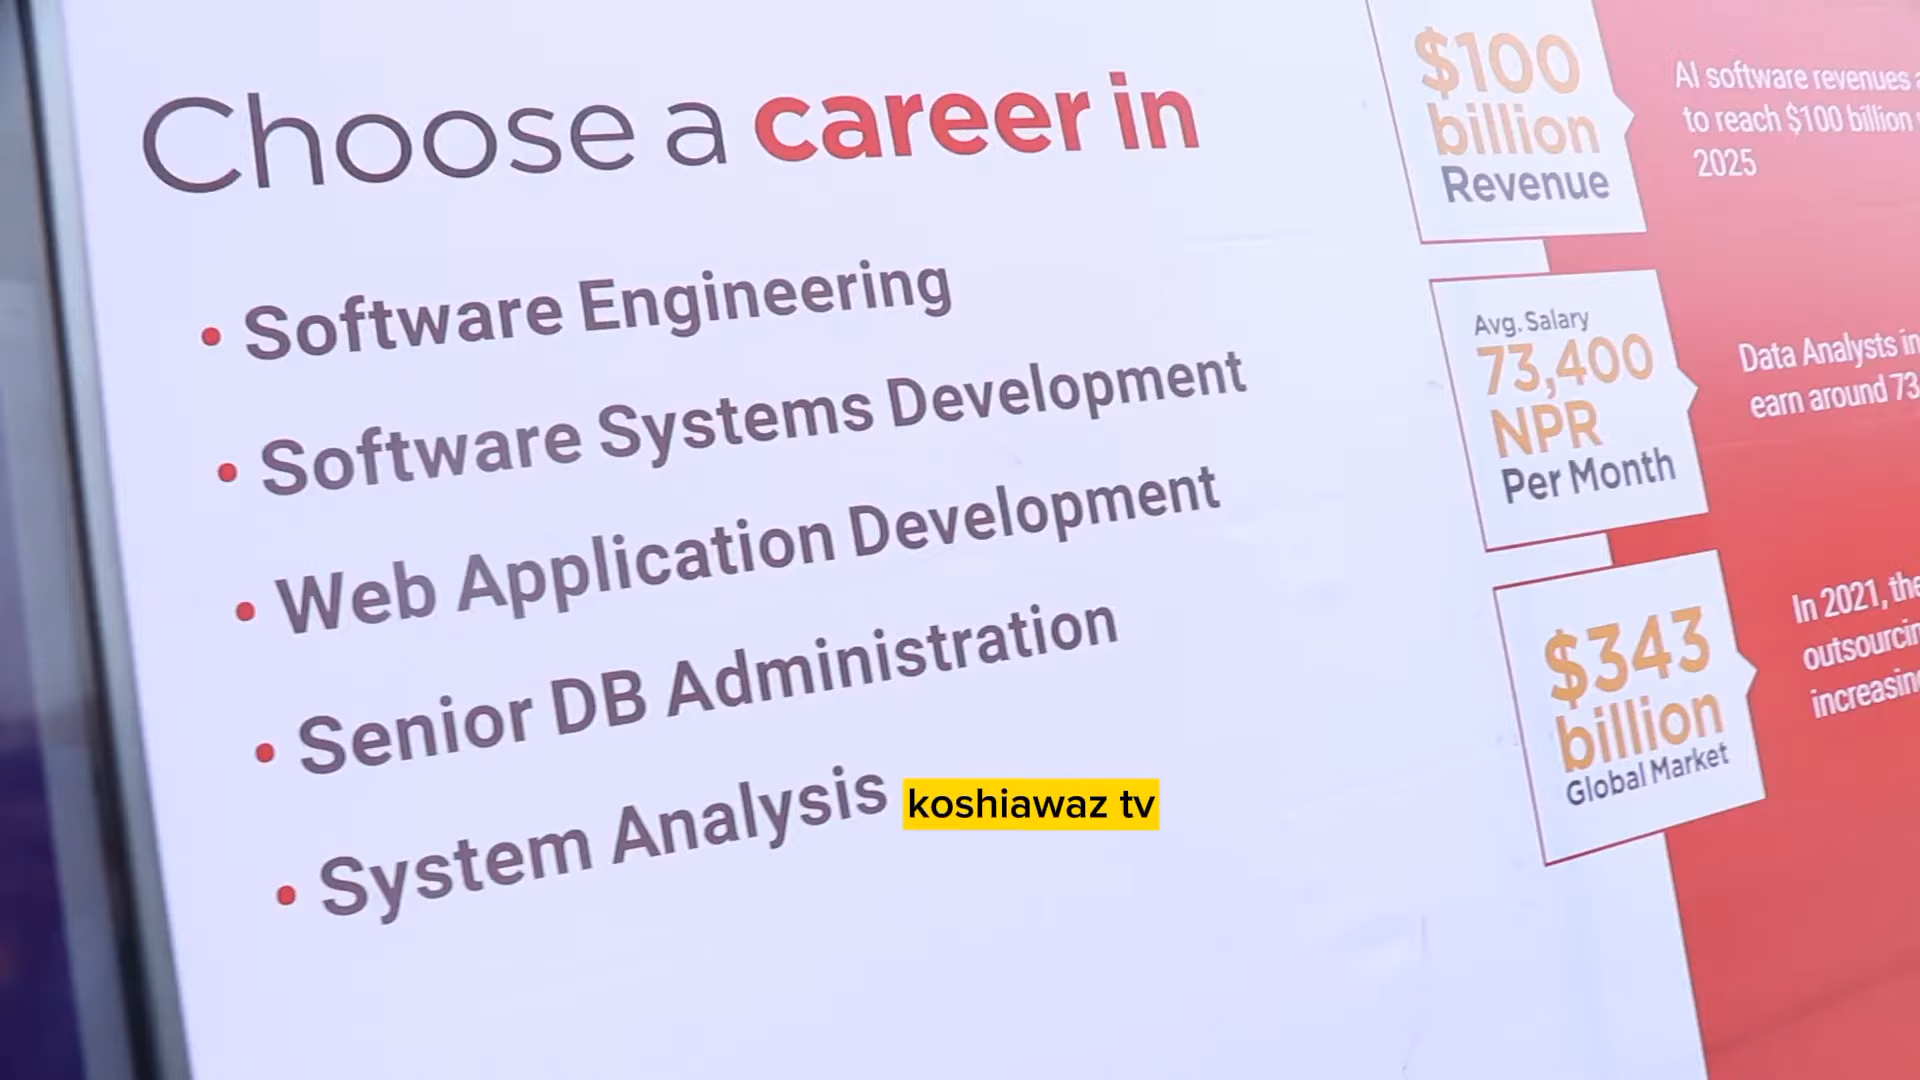 Choose a career in
• Software Engineering
• Software Systems Development
• Web Application Development
• Senior DB Administration
• System Analysis
koshiawaz tv
$100
billion
Revenue
AI software revenues
to reach $100 billion
2025
Avg. Salary
73,400
NPR
Per Month
Data Analysts in
earn around 73
$343
billion
Global Market
In 2021, the